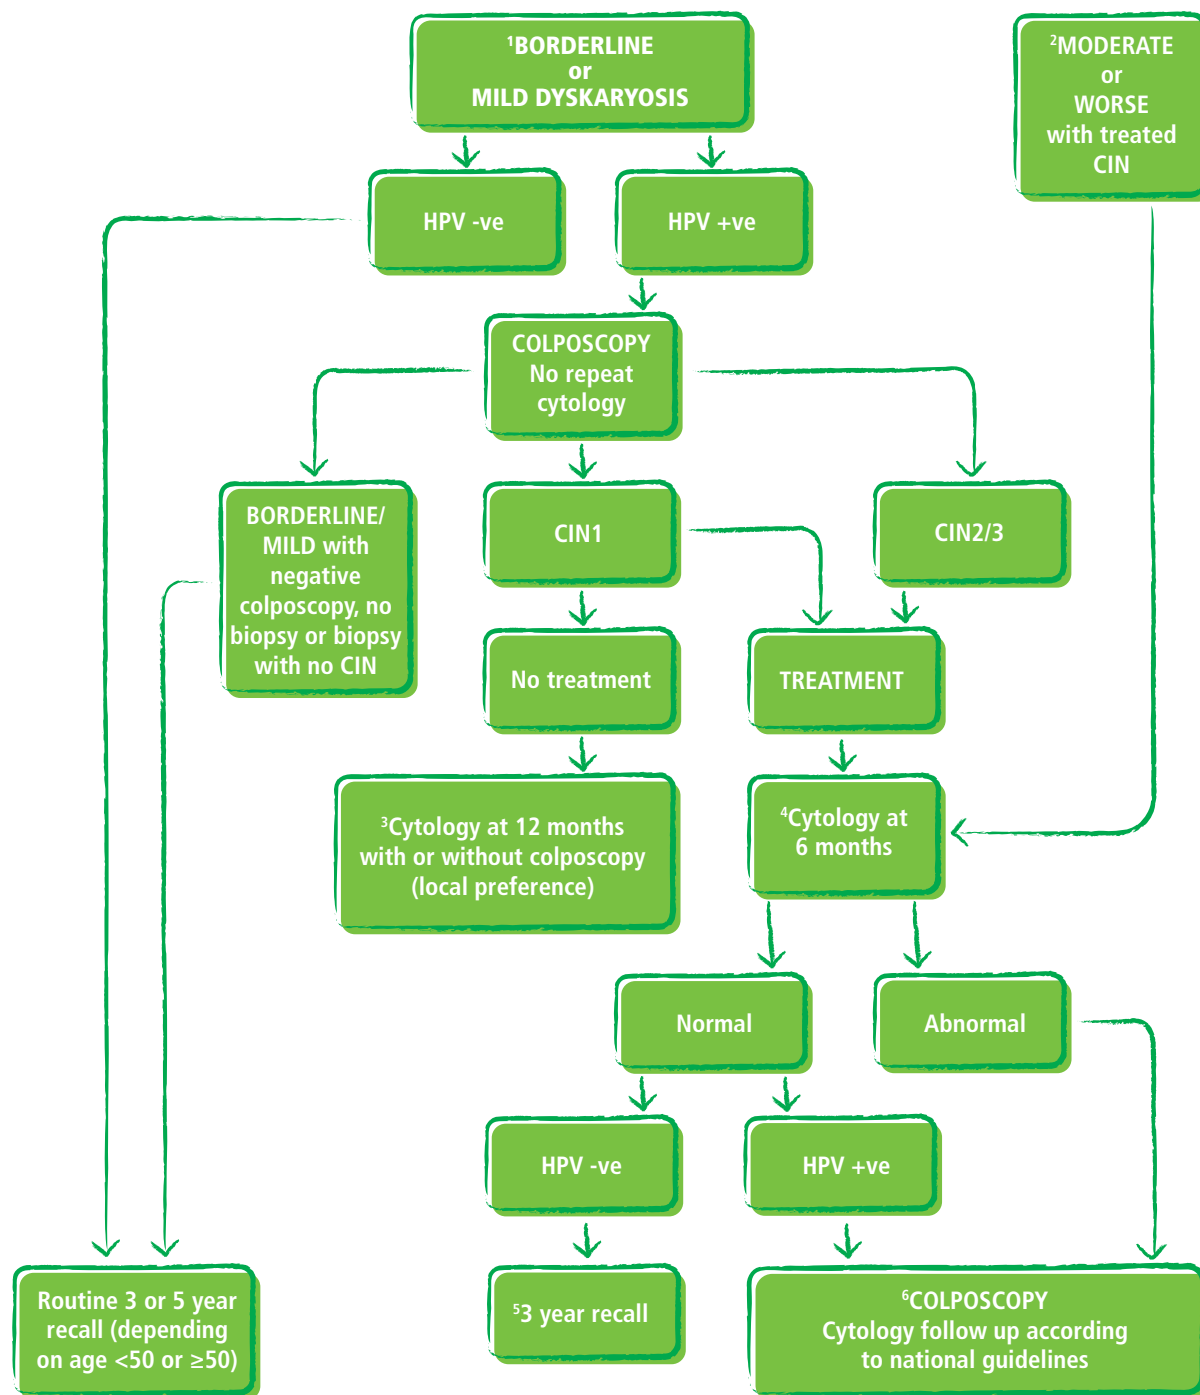 ¹BORDERLINE
or
MILD DYSKARYOSIS
²MODERATE
or
WORSE
with treated
CIN
HPV -ve
HPV +ve
COLPOSCOPY
No repeat
cytology
BORDERLINE/
MILD with
negative
colposcopy, no
biopsy or biopsy
with no CIN
CIN1
CIN2/3
No treatment
TREATMENT
³Cytology at 12 months
with or without colposcopy
(local preference)
⁴Cytology at
6 months
Normal
Abnormal
HPV -ve
HPV +ve
Routine 3 or 5 year
recall (depending
on age <50 or ≥50)
⁵3 year recall
⁶COLPOSCOPY
Cytology follow up according
to national guidelines